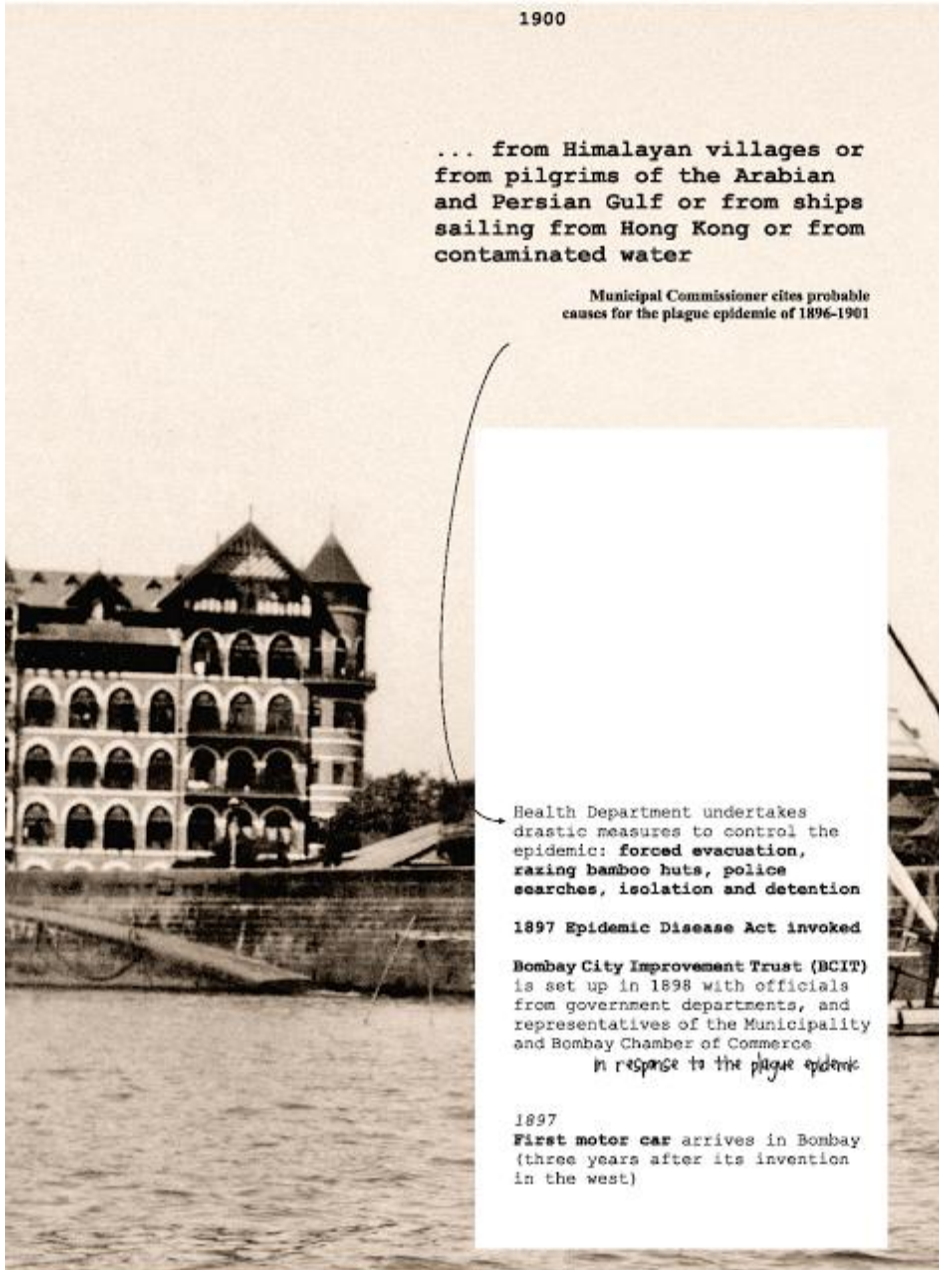 1900
... from Himalayan villages or
from pilgrims of the Arabian
and Persian Gulf or from ships
sailing from Hong Kong or from
contaminated water
Municipal Commissioner cites probable
causes for the plague epidemic of 1896-1901
Health Department undertakes
drastic measures to control the
epidemic: forced evacuation,
razing bamboo huts, police
searches, isolation and detention
1897 Epidemic Disease Act invoked
Bombay City Improvement Trust (BCIT)
is set up in 1898 with officials
from government departments, and
representatives of the Municipality
and Bombay Chamber of Commerce
in response to the plague epidemic
1897
First motor car arrives in Bombay
(three years after its invention
in the west)